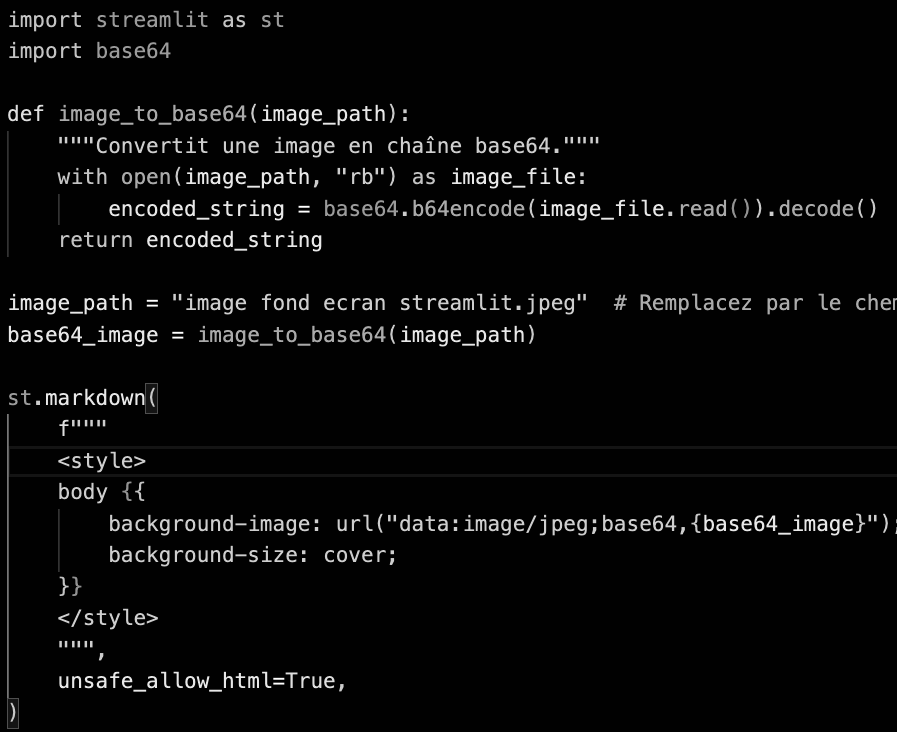 import streamlit as st
import base64
def image_to_base64(image_path):
"""Convertit une image en chaîne base64."""
with open(image_path, "rb") as image_file:
encoded_string = base64.b64encode(image_file.read()).decode()
return encoded_string
image_path = "image fond ecran streamlit.jpeg"  # Remplacez par le chem
base64_image = image_to_base64(image_path)
st.markdown(
f"""
<style>
body {{
background-image: url("data:image/jpeg;base64,{base64_image}");
background-size: cover;
}}
</style>
""",
unsafe_allow_html=True,
)